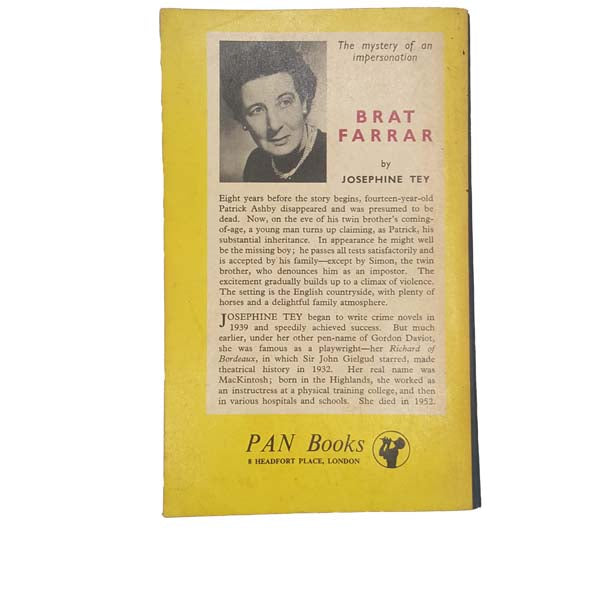 The mystery of an
impersonation
BRAT
FARRAR
by
JOSEPHINE TEY
Eight years before the story begins, fourteen-year-old
Patrick Ashby disappeared and was presumed to be
dead. Now, on the eve of his twin brother's coming-
of-age, a young man turns up claiming, as Patrick, his
substantial inheritance. In appearance he might well
be the missing boy; he passes all tests satisfactorily and
is accepted by his family—except by Simon, the twin
brother, who denounces him as an impostor. The
excitement gradually builds up to a climax of violence.
The setting is the English countryside, with plenty of
horses and a delightful family atmosphere.
JOSEPHINE TEY began to write crime novels in
1939 and speedily achieved success. But much
earlier, under her other pen-name of Gordon Daviot,
she was famous as a playwright—her Richard of
Bordeaux, in which Sir John Gielgud starred, made
theatrical history in 1932. Her real name was
MacKintosh; born in the Highlands, she worked as
an instructress at a physical training college, and then
in various hospitals and schools. She died in 1952.
PAN Books
8 HEADFORT PLACE, LONDON